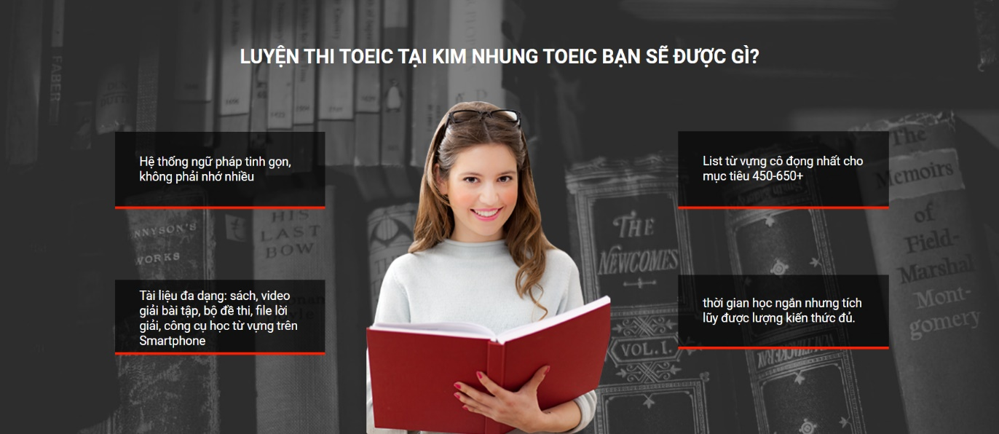 LUYỆN THI TOEIC TẠI KIM NHUNG TOEIC BẠN SẼ ĐƯỢC GÌ?
Hệ thống ngữ pháp tinh gọn,
không phải nhớ nhiều
List từ vựng cô đọng nhất cho
mục tiêu 450-650+
Tài liệu đa dạng: sách, video
giải bài tập, bộ đề thi, file lời
giải, công cụ học từ vựng trên
Smartphone
thời gian học ngắn nhưng tích
lũy được lượng kiến thức đủ.
FABER
NNYSON'S
WORKS
HIS
LAST
BOW
THE
NEWCOMES
VOL. I.
The
Memoirs
of
Field-
Marshal
Mont-
gomery